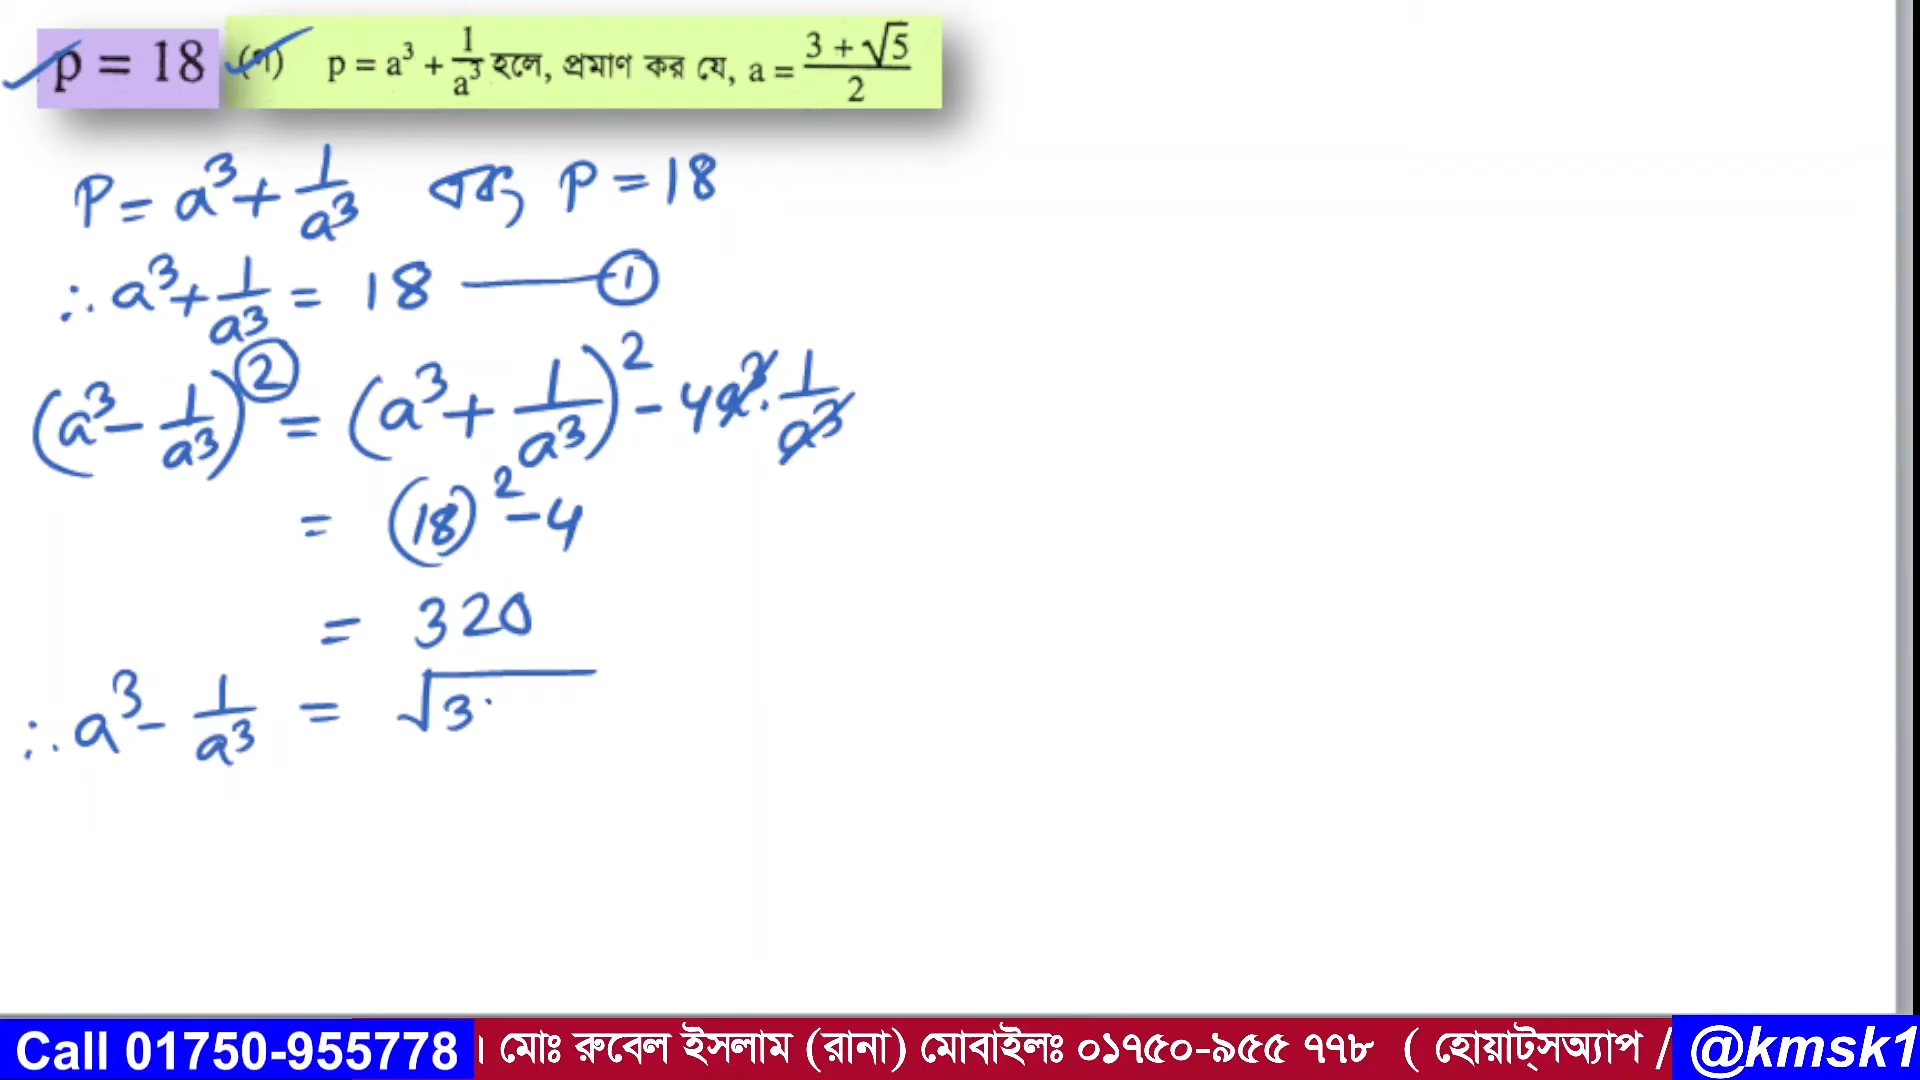 p = 18 (গ) p = a³ + 1/a³ হলে, প্রমাণ কর যে, a = (3 + √5)/2
P = a³ + 1/a³ এবং P = 18
∴ a³ + 1/a³ = 18 —— ①
(a³ - 1/a³)² = (a³ + 1/a³)² - 4a³ . 1/a³
= (18)² - 4
= 320
∴ a³ - 1/a³ = √3
Call 01750-955778 । মোঃ রুবেল ইসলাম (রানা) মোবাইলঃ ০১৭৫০-৯৫৫ ৭৭৮ ( হোয়াট্সঅ্যাপ / @kmsk1